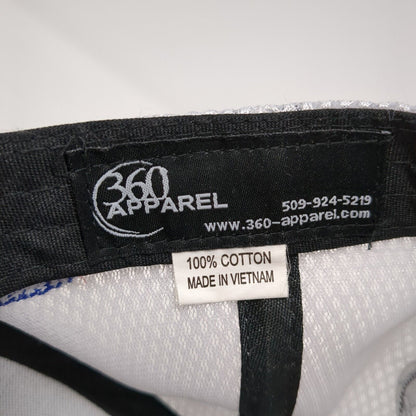 360
APPAREL
509-924-5219
www.360-apparel.com
100% COTTON
MADE IN VIETNAM